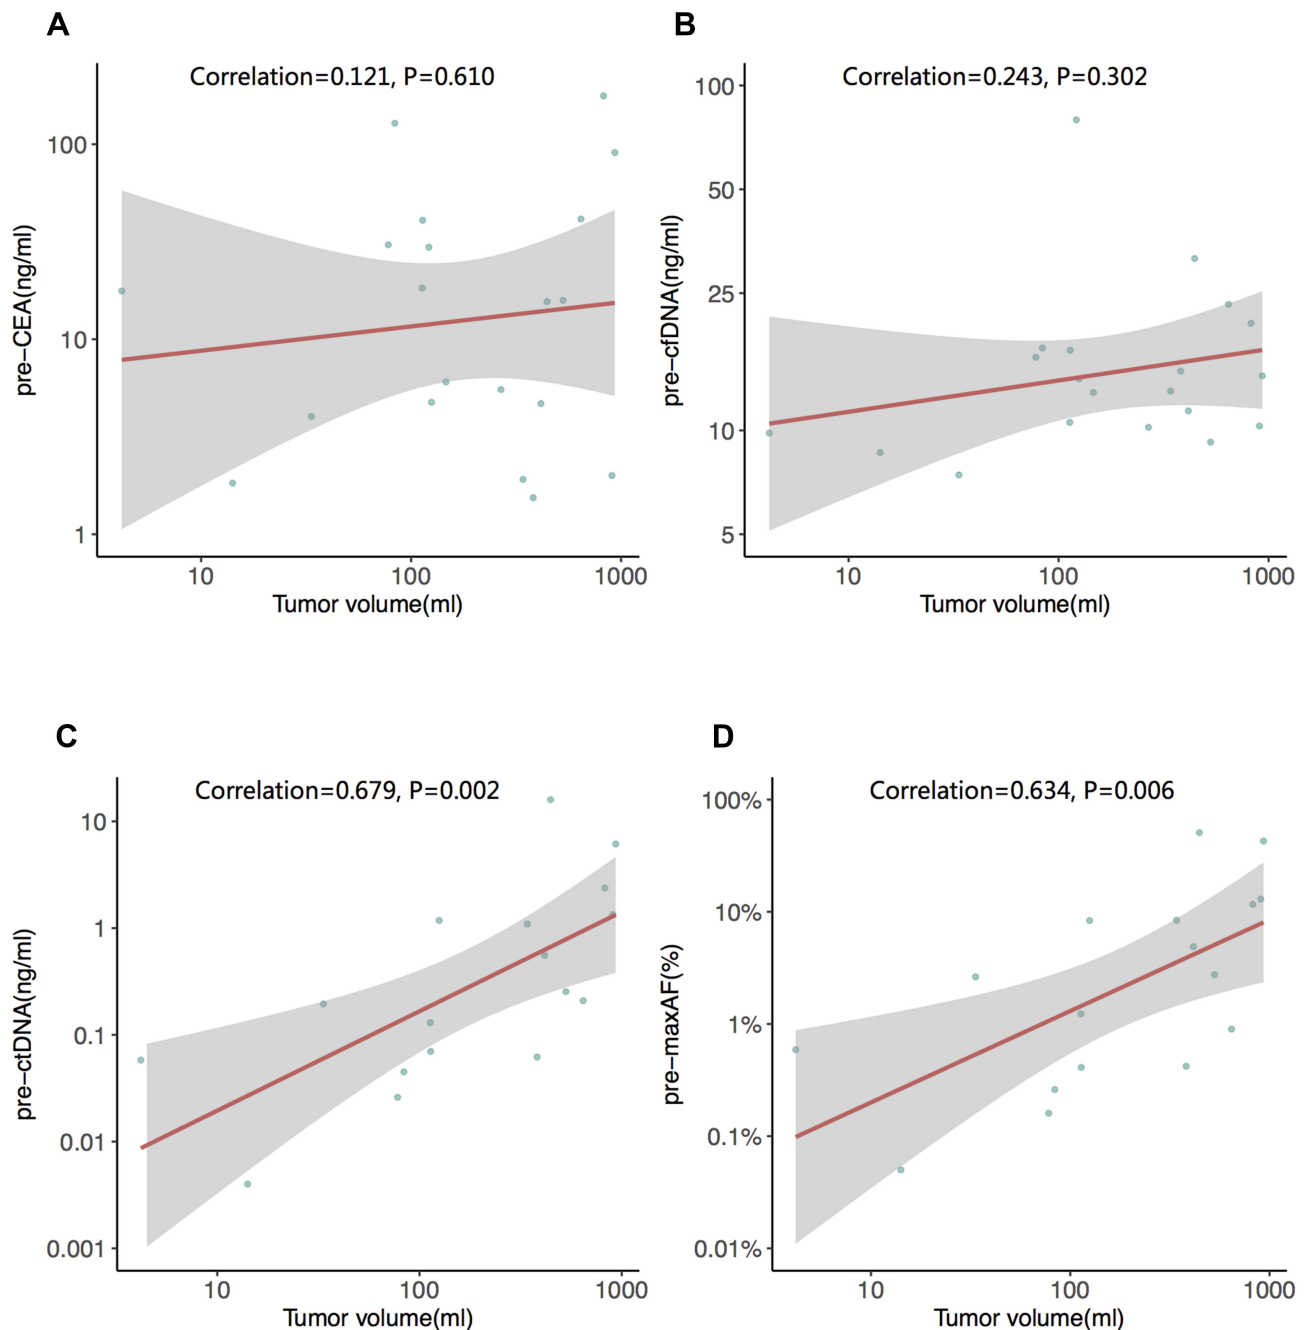 A
Correlation=0.121, P=0.610
pre−CEA(ng/ml)
100
10
1
10
100
1000
Tumor volume(ml)
B
Correlation=0.243, P=0.302
pre−cfDNA(ng/ml)
100
50
25
10
5
10
100
1000
Tumor volume(ml)
C
Correlation=0.679, P=0.002
pre−ctDNA(ng/ml)
10
1
0.1
0.01
0.001
10
100
1000
Tumor volume(ml)
D
Correlation=0.634, P=0.006
pre−maxAF(%)
100%
10%
1%
0.1%
0.01%
10
100
1000
Tumor volume(ml)